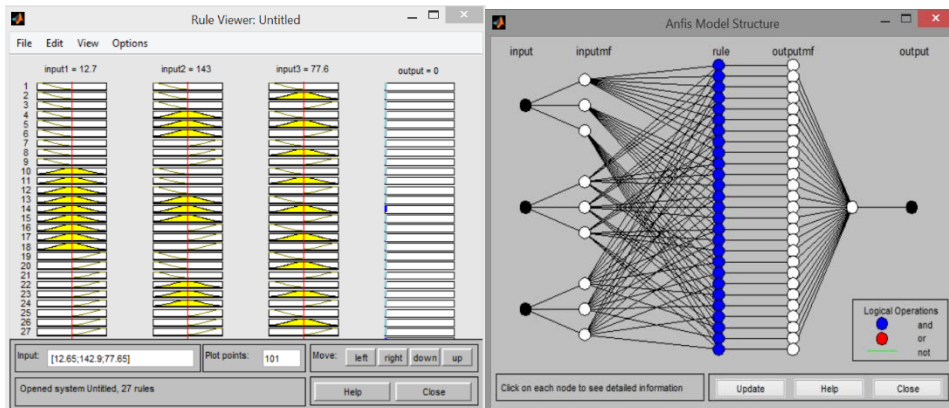 Rule Viewer: Untitled
File Edit View Options
input1 = 12.7 input2 = 143 input3 = 77.6 output = 0
1
2
3
4
5
6
7
8
9
10
11
12
13
14
15
16
17
18
19
20
21
22
23
24
25
26
27
Input: [12.65;142.9;77.65] Plot points: 101 Move: left right down up
Opened system Untitled, 27 rules Help Close
Anfis Model Structure
input inputmf rule outputmf output
Logical Operations
and
or
not
Click on each node to see detailed information Update Help Close